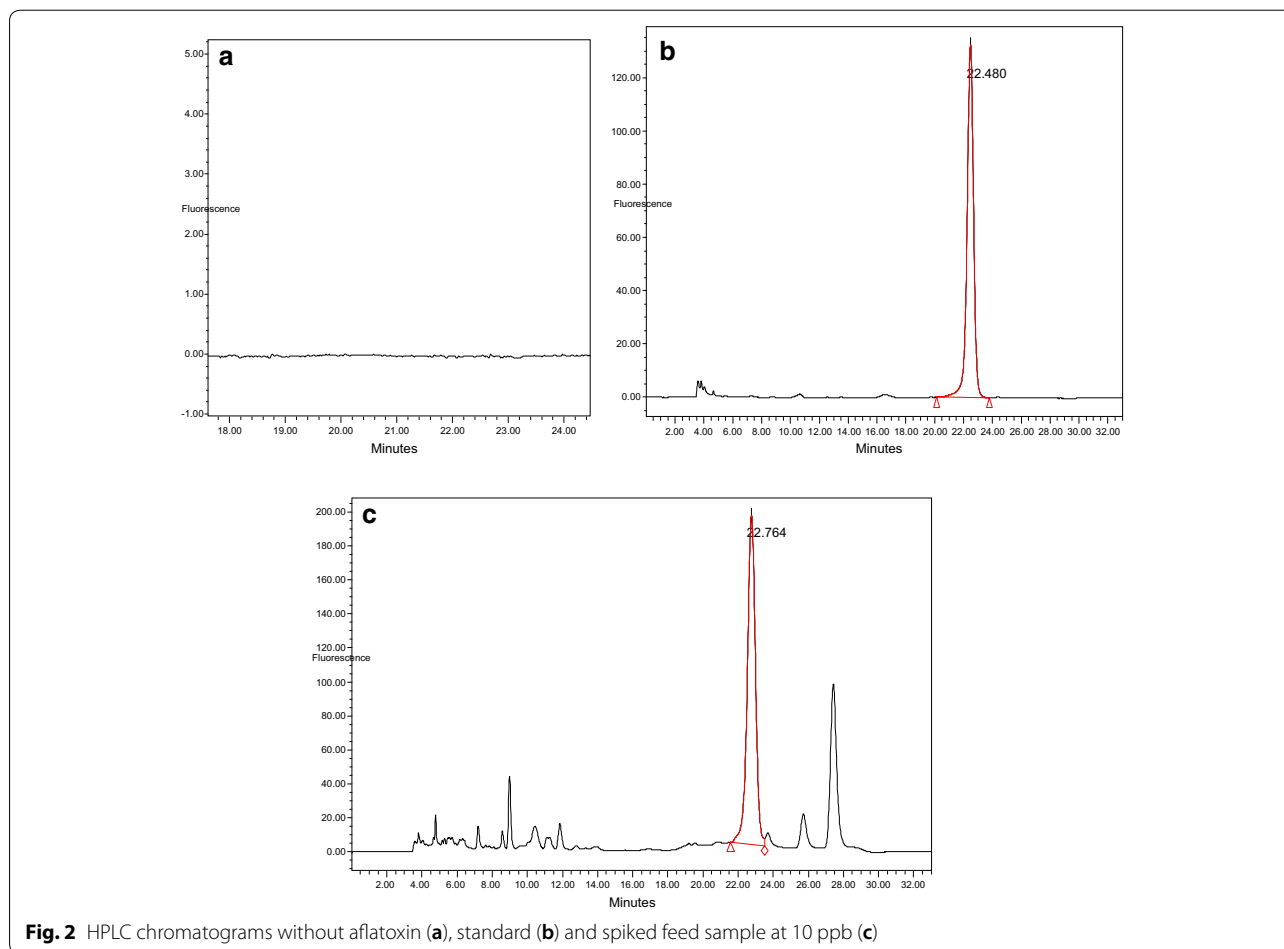 a
5.00
4.00
3.00
Fluorescence
2.00
1.00
0.00
-1.00
18.00 19.00 20.00 21.00 22.00 23.00 24.00
Minutes
b
22.480
120.00
100.00
80.00
Fluorescence
60.00
40.00
20.00
0.00
2.00 4.00 6.00 8.00 10.00 12.00 14.00 16.00 18.00 20.00 22.00 24.00 26.00 28.00 30.00 32.00
Minutes
c
200.00
22.764
180.00
160.00
140.00
120.00
Fluorescence
100.00
80.00
60.00
40.00
20.00
0.00
2.00 4.00 6.00 8.00 10.00 12.00 14.00 16.00 18.00 20.00 22.00 24.00 26.00 28.00 30.00 32.00
Minutes
Fig. 2 HPLC chromatograms without aflatoxin (a), standard (b) and spiked feed sample at 10 ppb (c)